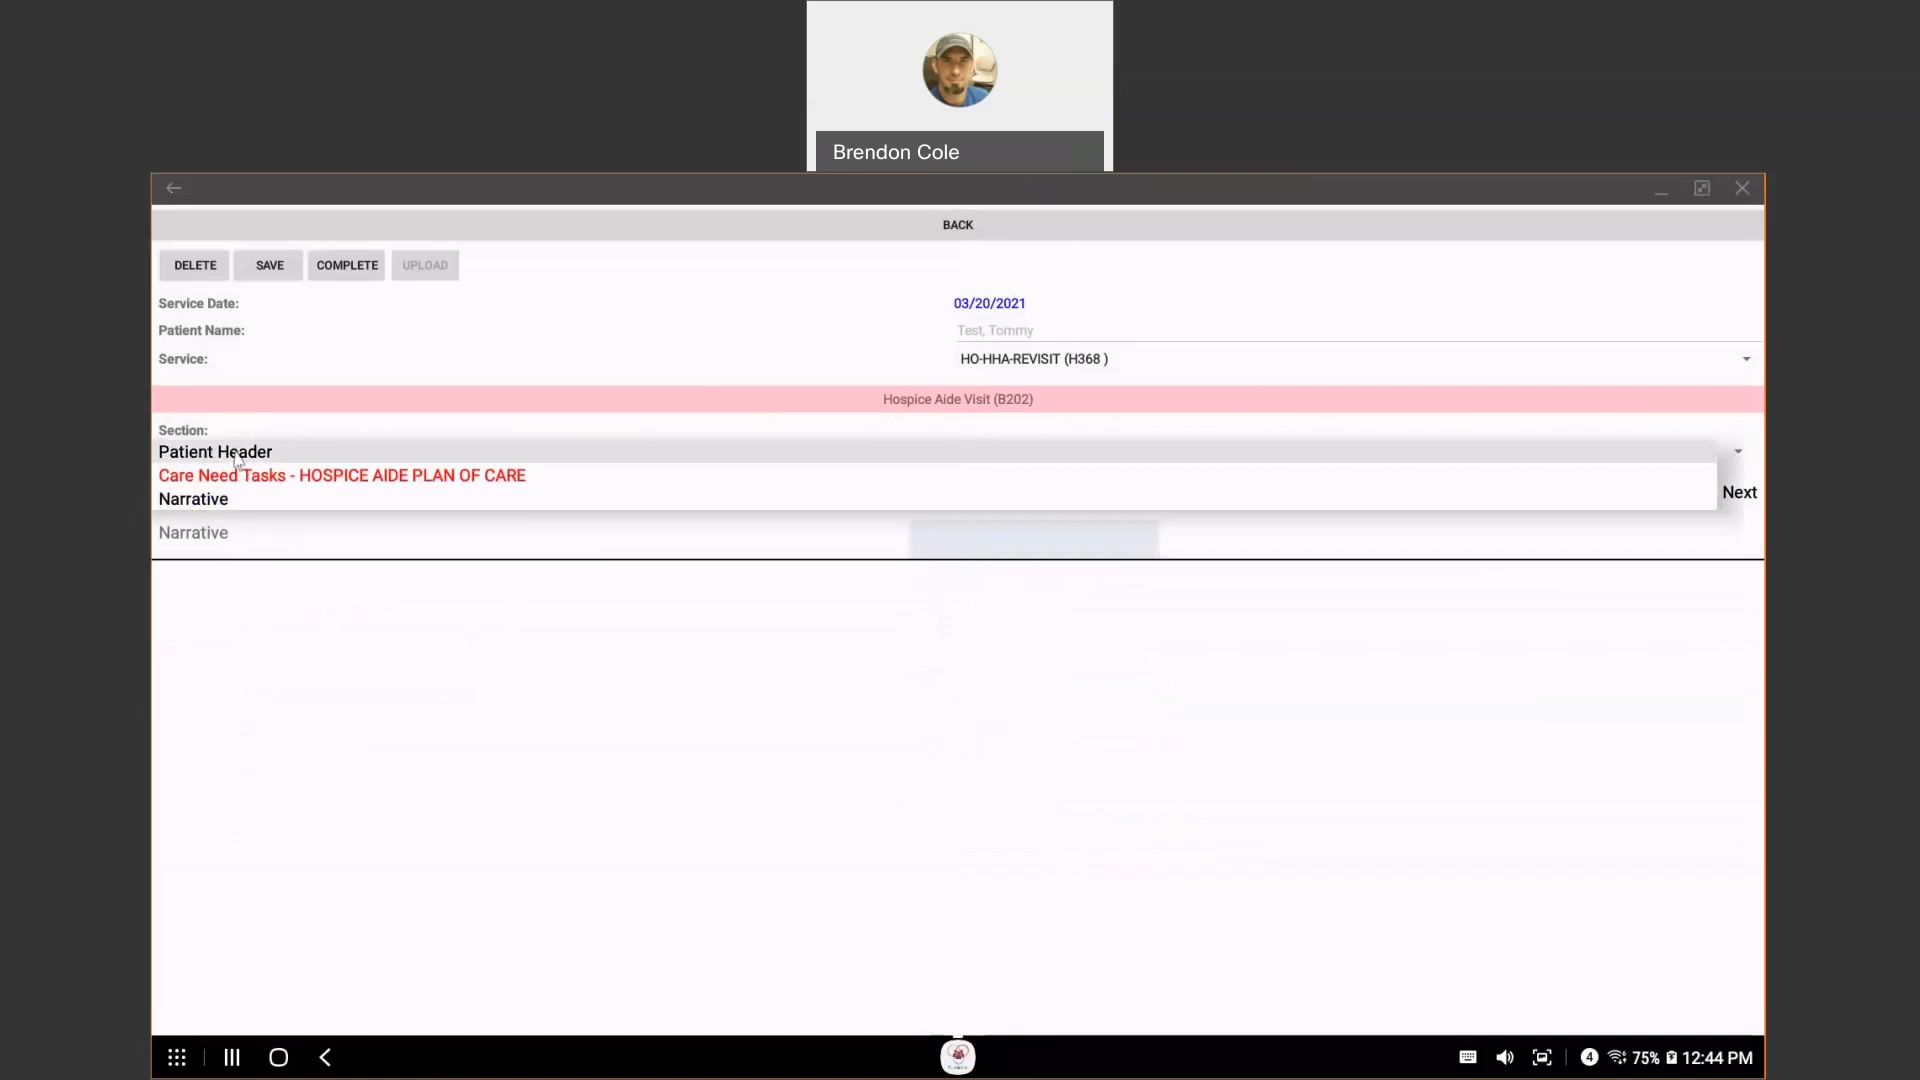 Brendon Cole
BACK
DELETE SAVE COMPLETE UPLOAD
Service Date: 03/20/2021
Patient Name: Test, Tommy
Service: HO-HHA-REVISIT (H368 )
Hospice Aide Visit (B202)
Section:
Patient Header
Care Need Tasks - HOSPICE AIDE PLAN OF CARE
Narrative
Next
Narrative
4 75% 12:44 PM